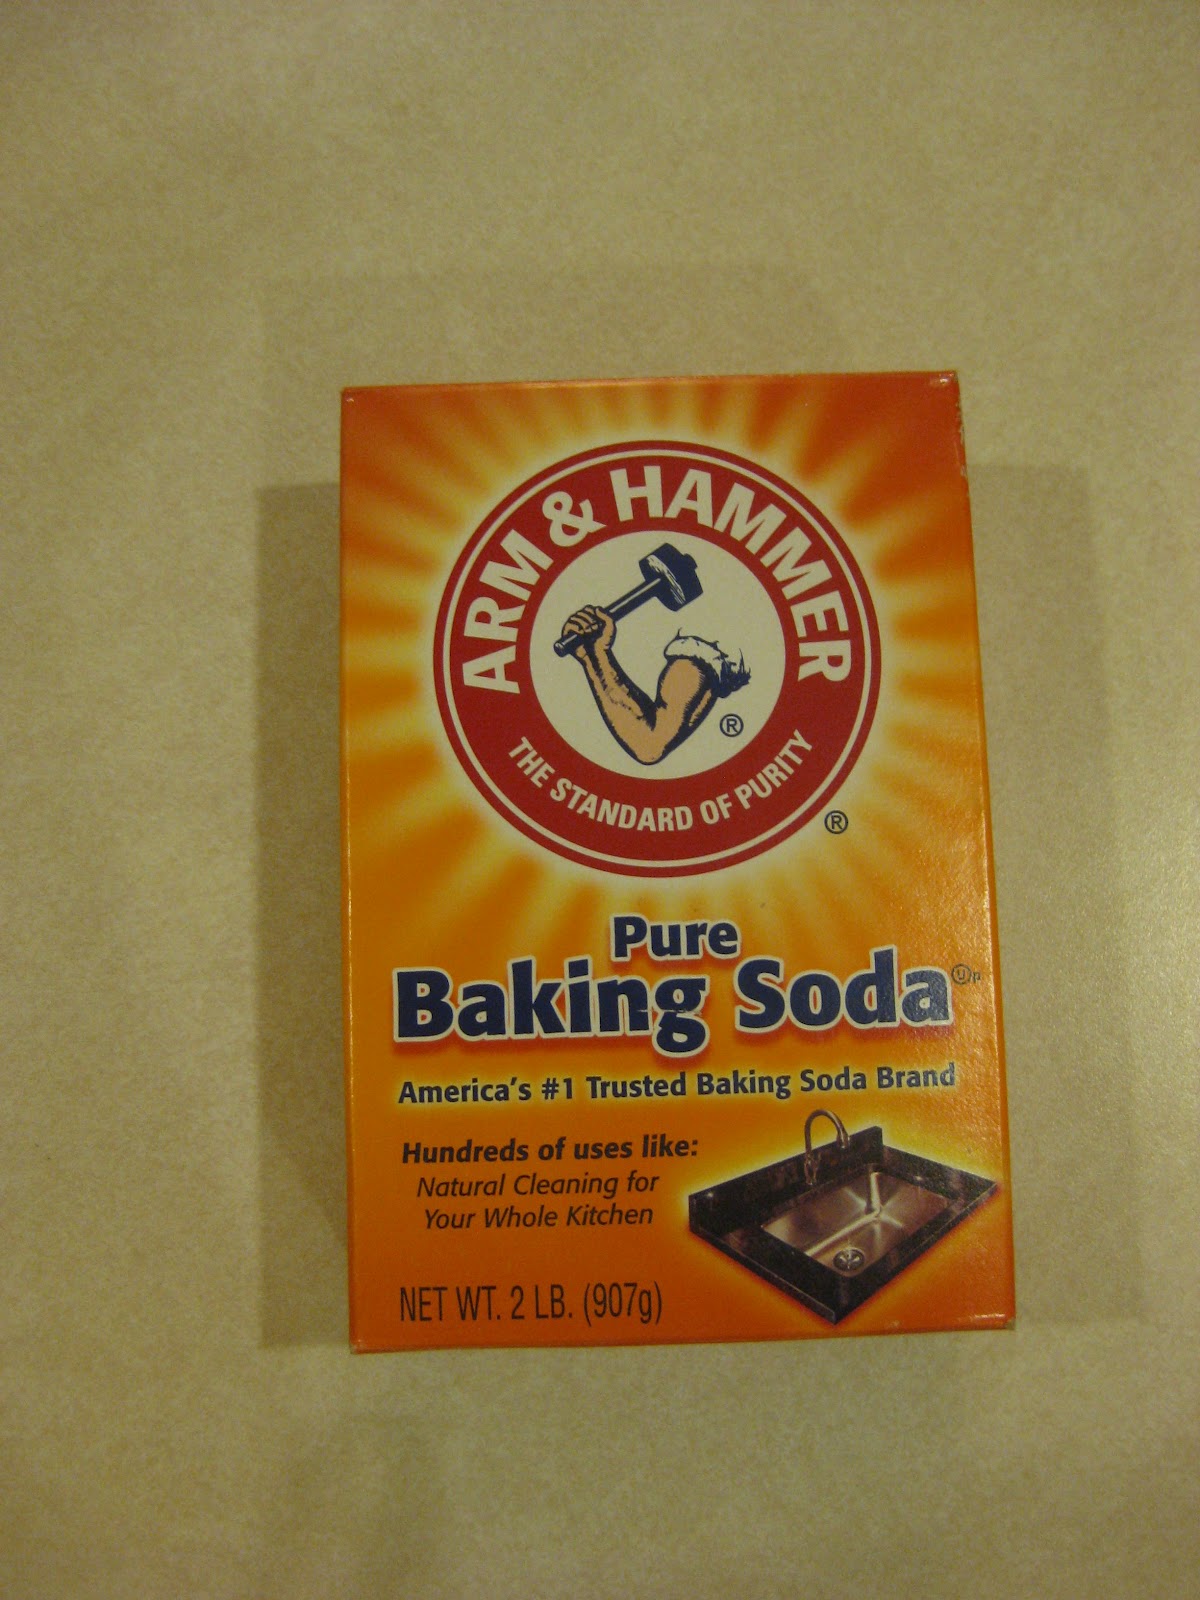 ARM & HAMMER
®
THE STANDARD OF PURITY
®
Pure
Baking Soda Ⓤp
America's #1 Trusted Baking Soda Brand
Hundreds of uses like:
Natural Cleaning for
Your Whole Kitchen
NET WT. 2 LB. (907g)